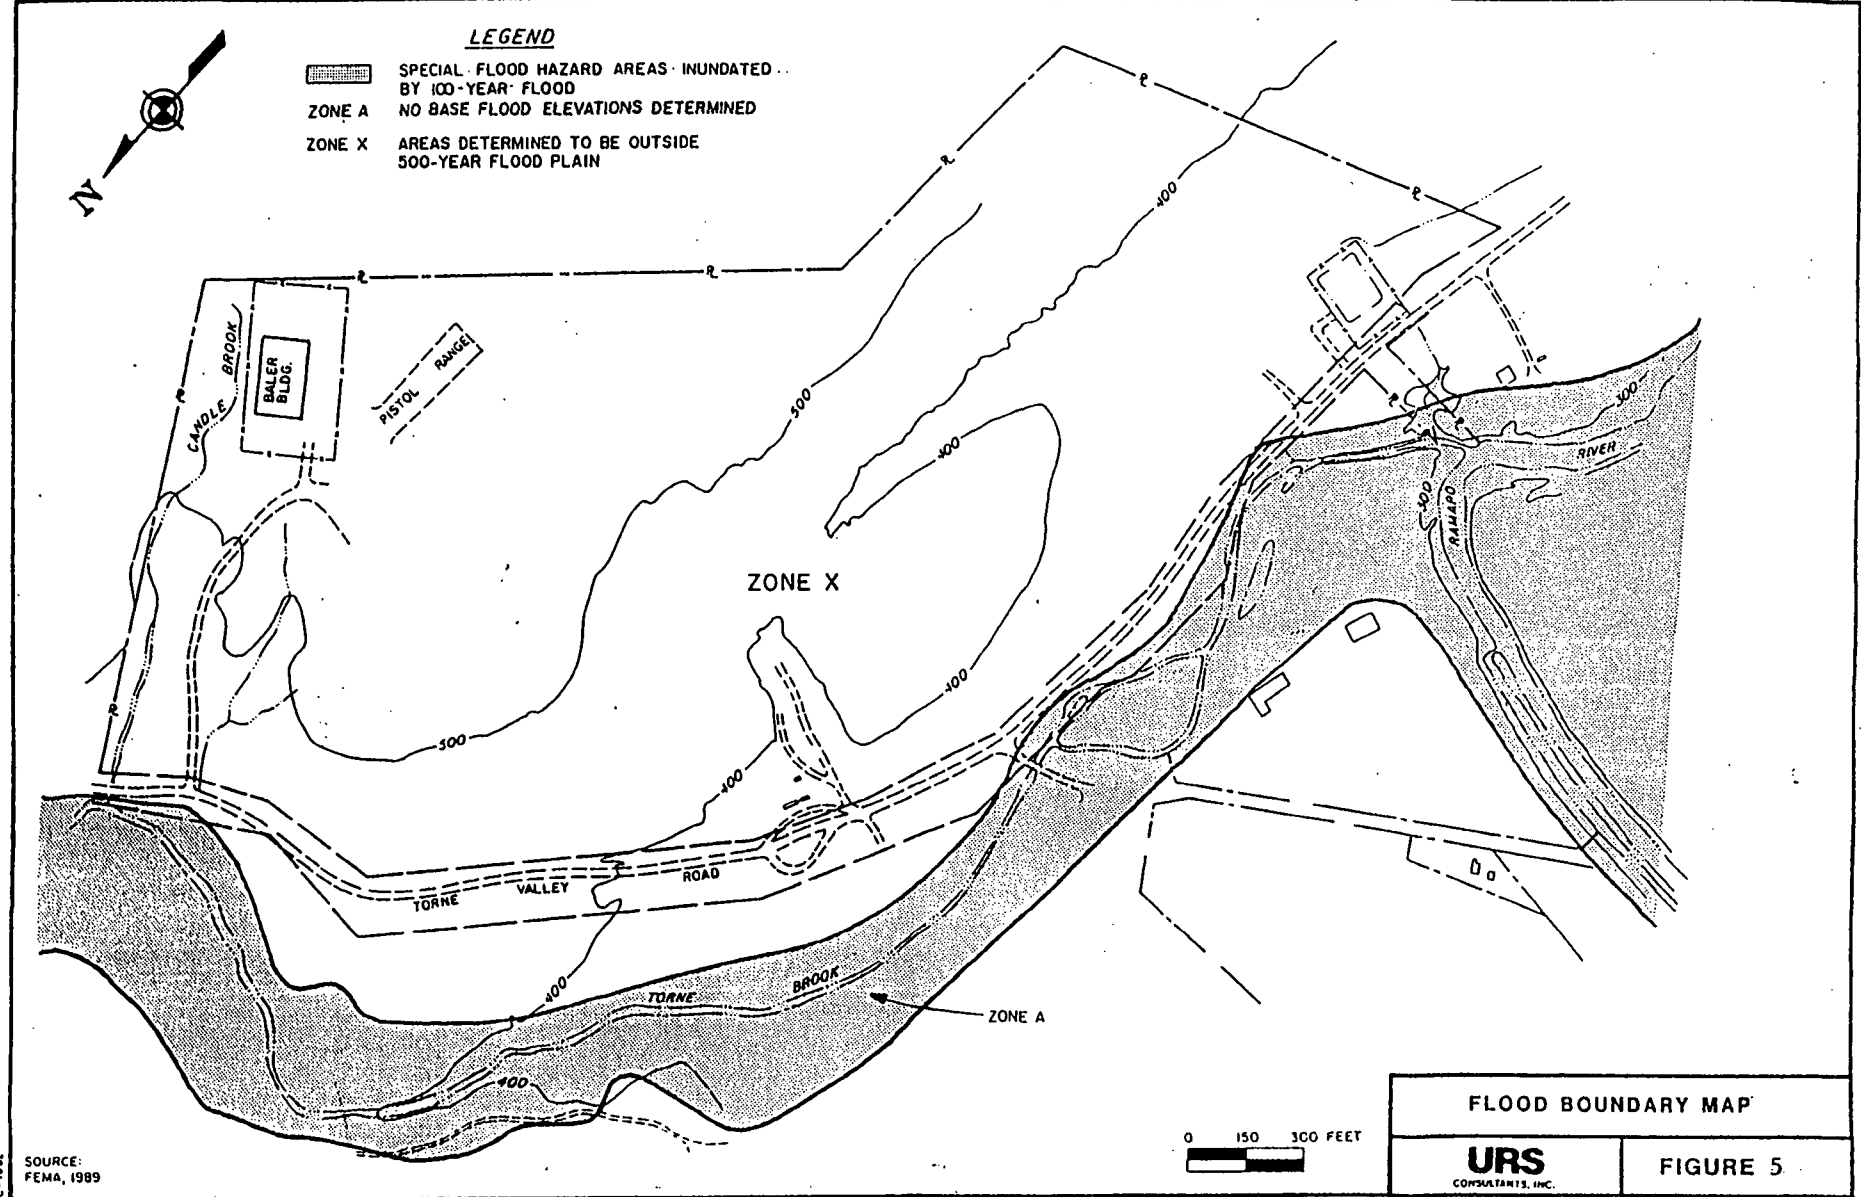 LEGEND
SPECIAL FLOOD HAZARD AREAS INUNDATED
BY 100-YEAR FLOOD
ZONE A NO BASE FLOOD ELEVATIONS DETERMINED
ZONE X AREAS DETERMINED TO BE OUTSIDE
500-YEAR FLOOD PLAIN
N
CANDLE BROOK
BALER
BLDG.
PISTOL RANGE
400
500
400
300
RIVER
300
RAMAPO
ZONE X
400
500
400
TORNE VALLEY ROAD
400
TORNE BROOK
ZONE A
400
FLOOD BOUNDARY MAP
0 150 300 FEET
URS
CONSULTANTS, INC.
FIGURE 5
SOURCE:
FEMA, 1989